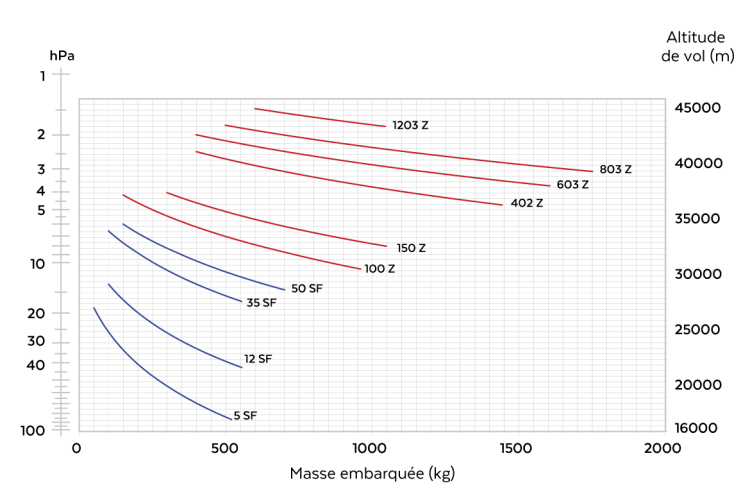 Altitude
de vol (m)
hPa
1
45000
1203 Z
2
40000
3
803 Z
603 Z
4
402 Z
5
35000
150 Z
10
100 Z
30000
50 SF
35 SF
20
25000
30
12 SF
40
20000
5 SF
100
16000
0
500
1000
1500
2000
Masse embarquée (kg)